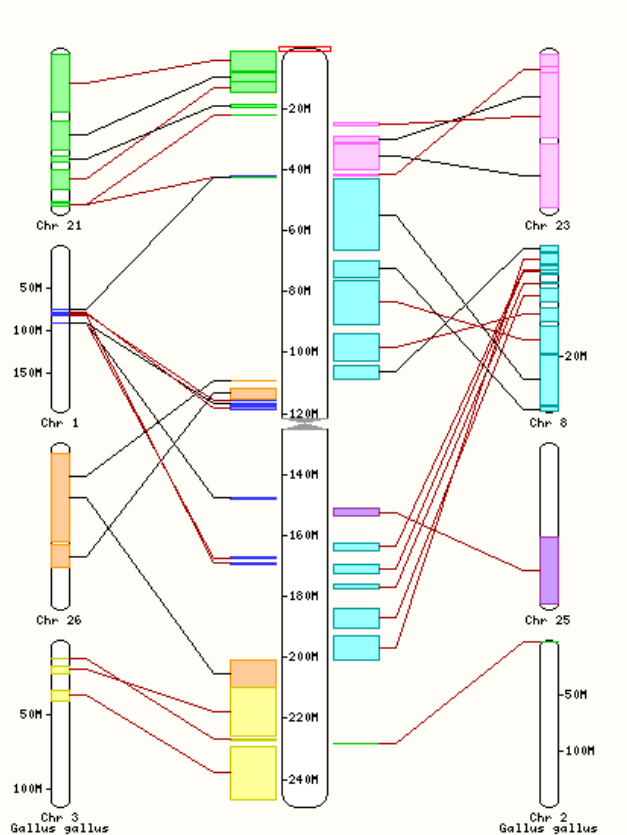 20M
40M
Chr 21
Chr 23
60M
50M
80M
100M
100M
20M
150M
120M
Chr 1
Chr 8
140M
160M
180M
Chr 26
Chr 25
200M
50M
50M
220M
100M
240M
100M
Chr 3
Chr 2
Gallus gallus
Gallus gallus